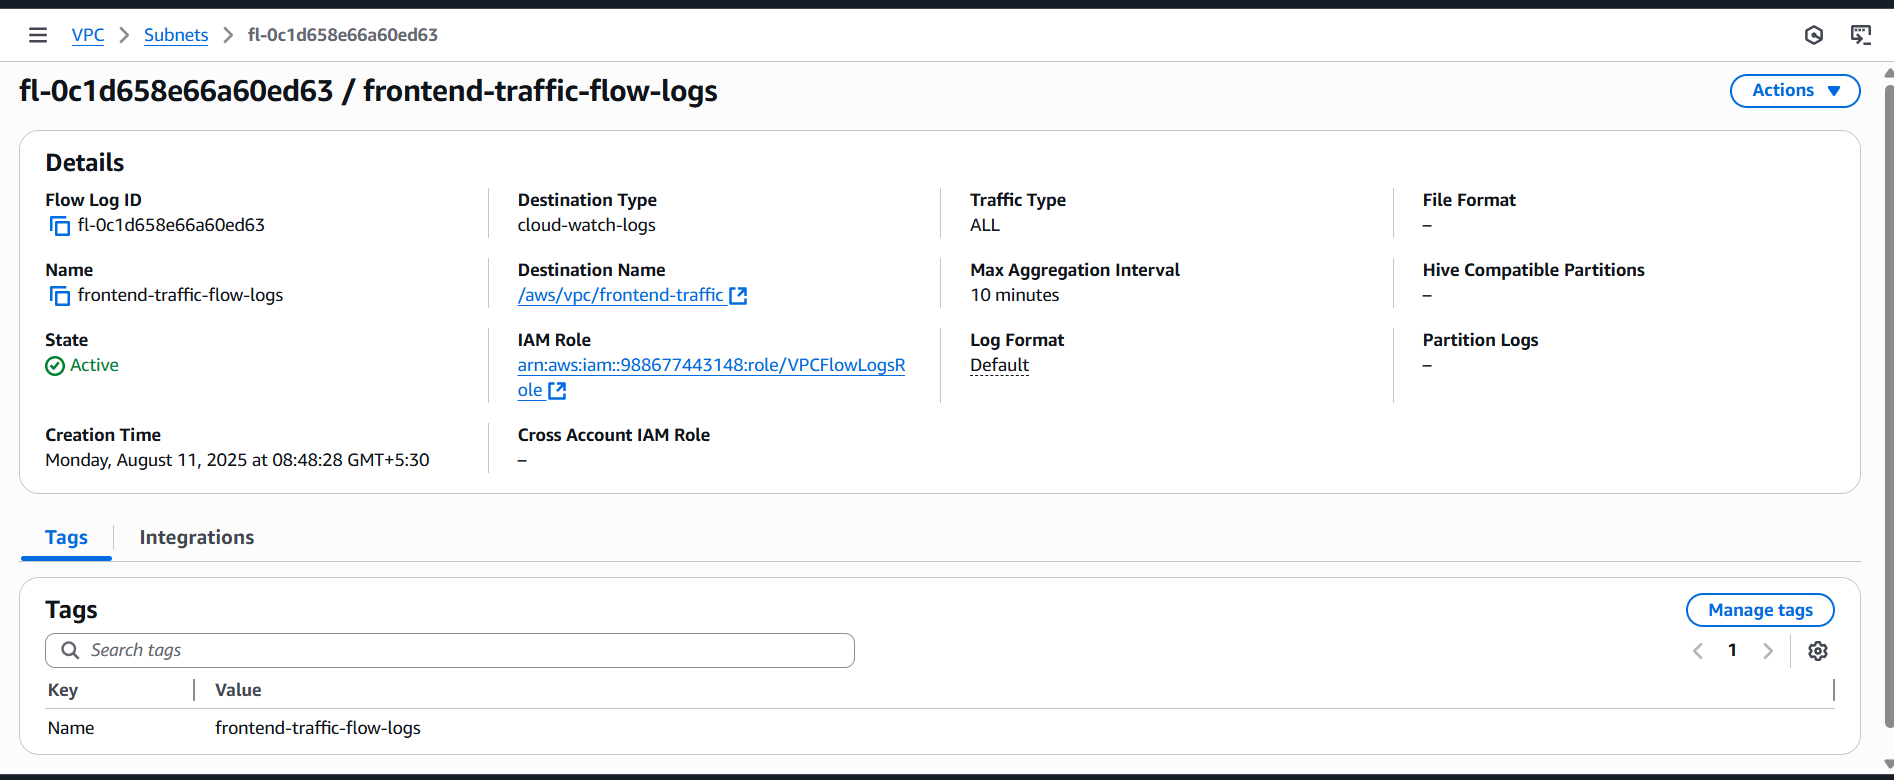 VPC > Subnets > fl-0c1d658e66a60ed63
fl-0c1d658e66a60ed63 / frontend-traffic-flow-logs
Actions
Details
Flow Log ID
fl-0c1d658e66a60ed63
Destination Type
cloud-watch-logs
Traffic Type
ALL
File Format
–
Name
frontend-traffic-flow-logs
Destination Name
/aws/vpc/frontend-traffic
Max Aggregation Interval
10 minutes
Hive Compatible Partitions
–
State
Active
IAM Role
arn:aws:iam::988677443148:role/VPCFlowLogsR
ole
Log Format
Default
Partition Logs
–
Creation Time
Monday, August 11, 2025 at 08:48:28 GMT+5:30
Cross Account IAM Role
–
Tags
Integrations
Tags
Manage tags
Search tags
1
Key
Value
Name
frontend-traffic-flow-logs